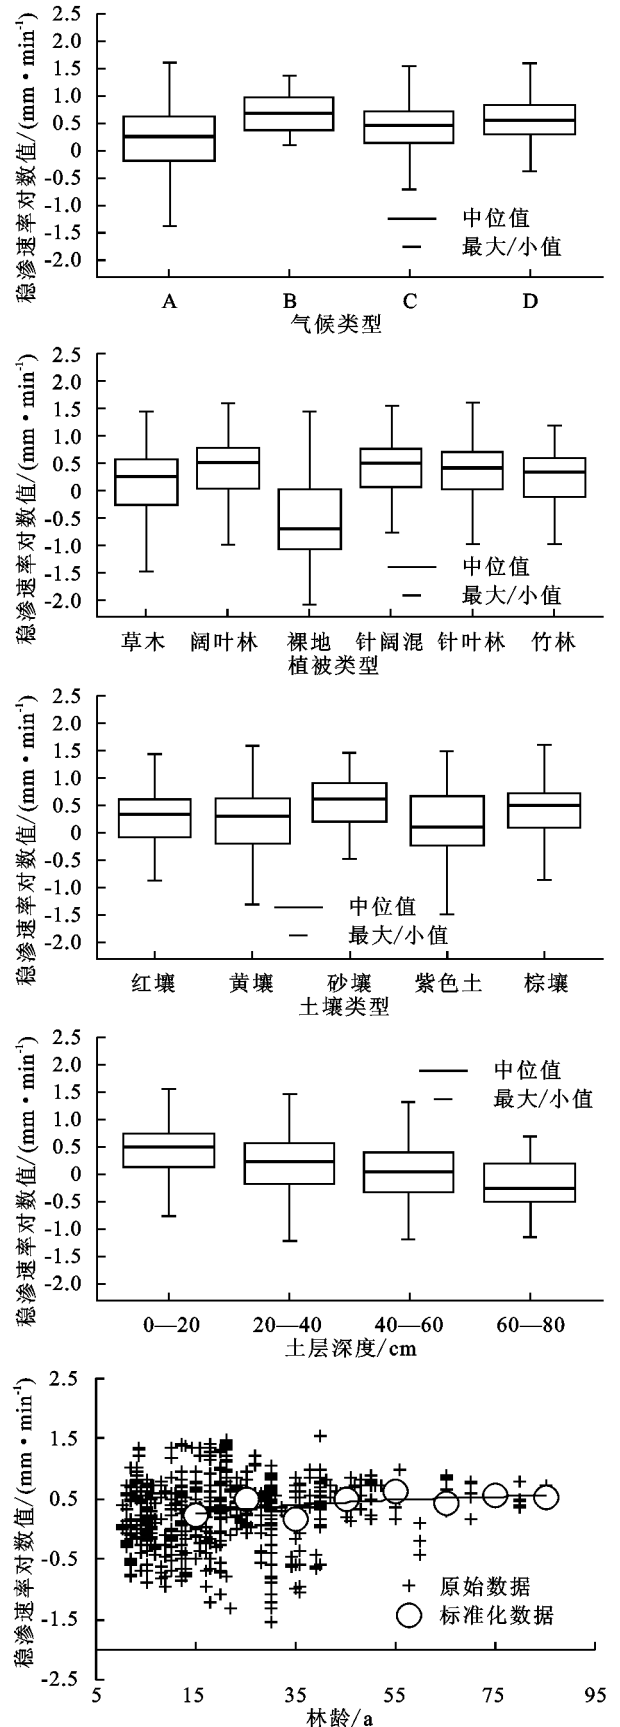 稳渗速率对数值/(mm·min⁻¹)
2.5
2.0
1.5
1.0
0.5
0
-0.5
-1.0
-1.5
-2.0
中位值
最大/小值
A B C D
气候类型
稳渗速率对数值/(mm·min⁻¹)
2.5
2.0
1.5
1.0
0.5
0
-0.5
-1.0
-1.5
-2.0
中位值
最大/小值
草木 阔叶林 裸地 针阔混 针叶林 竹林
植被类型
稳渗速率对数值/(mm·min⁻¹)
2.5
2.0
1.5
1.0
0.5
0
-0.5
-1.0
-1.5
-2.0
中位值
最大/小值
红壤 黄壤 砂壤 紫色土 棕壤
土壤类型
稳渗速率对数值/(mm·min⁻¹)
2.5
2.0
1.5
1.0
0.5
0
-0.5
-1.0
-1.5
-2.0
中位值
最大/小值
0—20 20—40 40—60 60—80
土层深度/cm
稳渗速率对数值/(mm·min⁻¹)
2.5
1.5
0.5
-0.5
-1.5
-2.5
原始数据
标准化数据
5 15 35 55 75 95
林龄/a